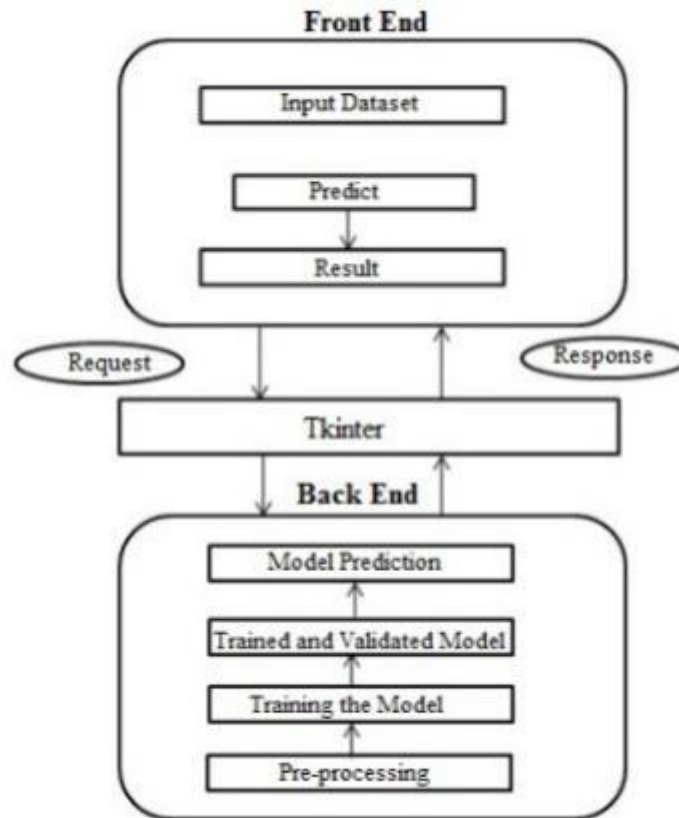 Front End
Input Dataset
Predict
Result
Request
Response
Tkinter
Back End
Model Prediction
Trained and Validated Model
Training the Model
Pre-processing